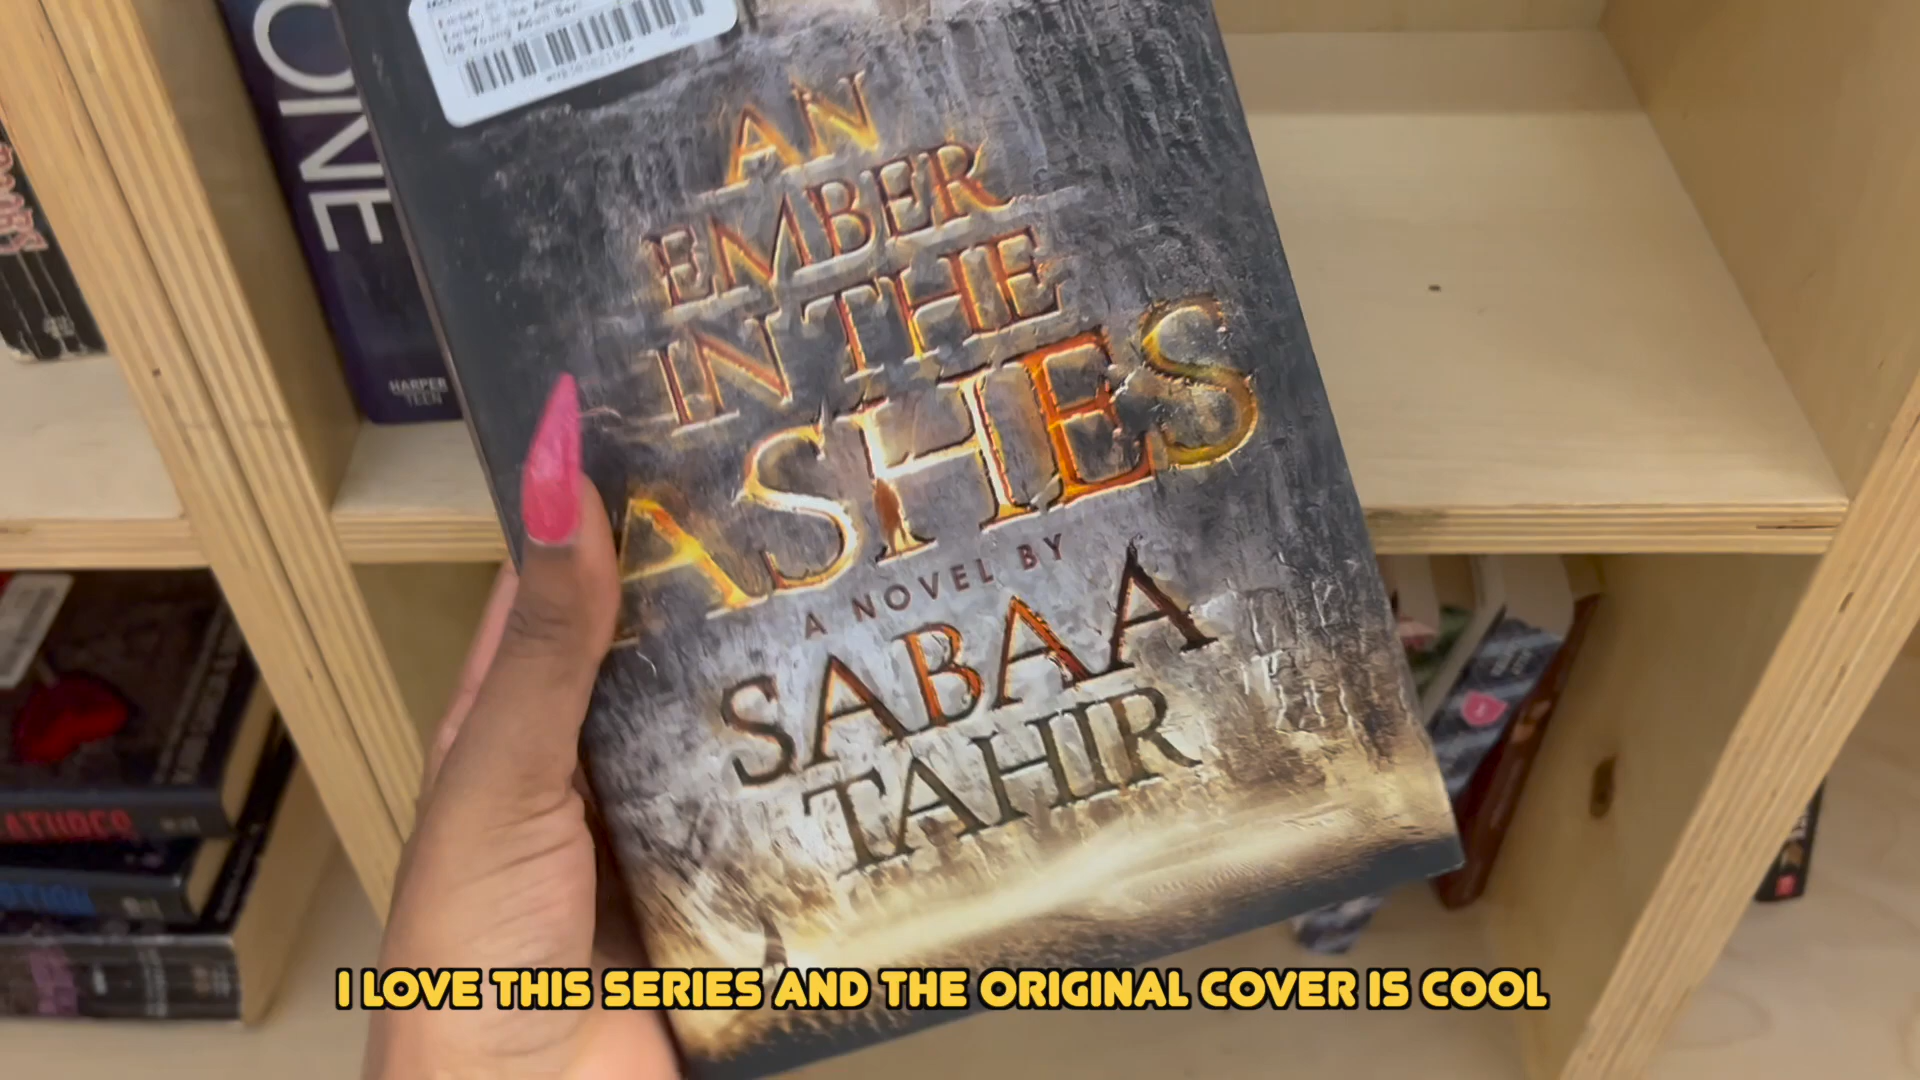 ONE
HARPER
TEEN
AN
EMBER
IN THE
ASHES
A NOVEL BY
SABAA
TAHIR
I LOVE THIS SERIES AND THE ORIGINAL COVER IS COOL